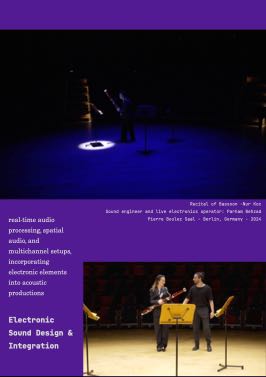 Recital of Bassoon -Nur Koc
Sound engineer and live electronics operator: Parham Behzad
Pierre Boulez Saal - Berlin, Germany - 2024
real-time audio
processing, spatial
audio, and
multichannel setups,
incorporating
electronic elements
into acoustic
productions
Electronic
Sound Design &
Integration